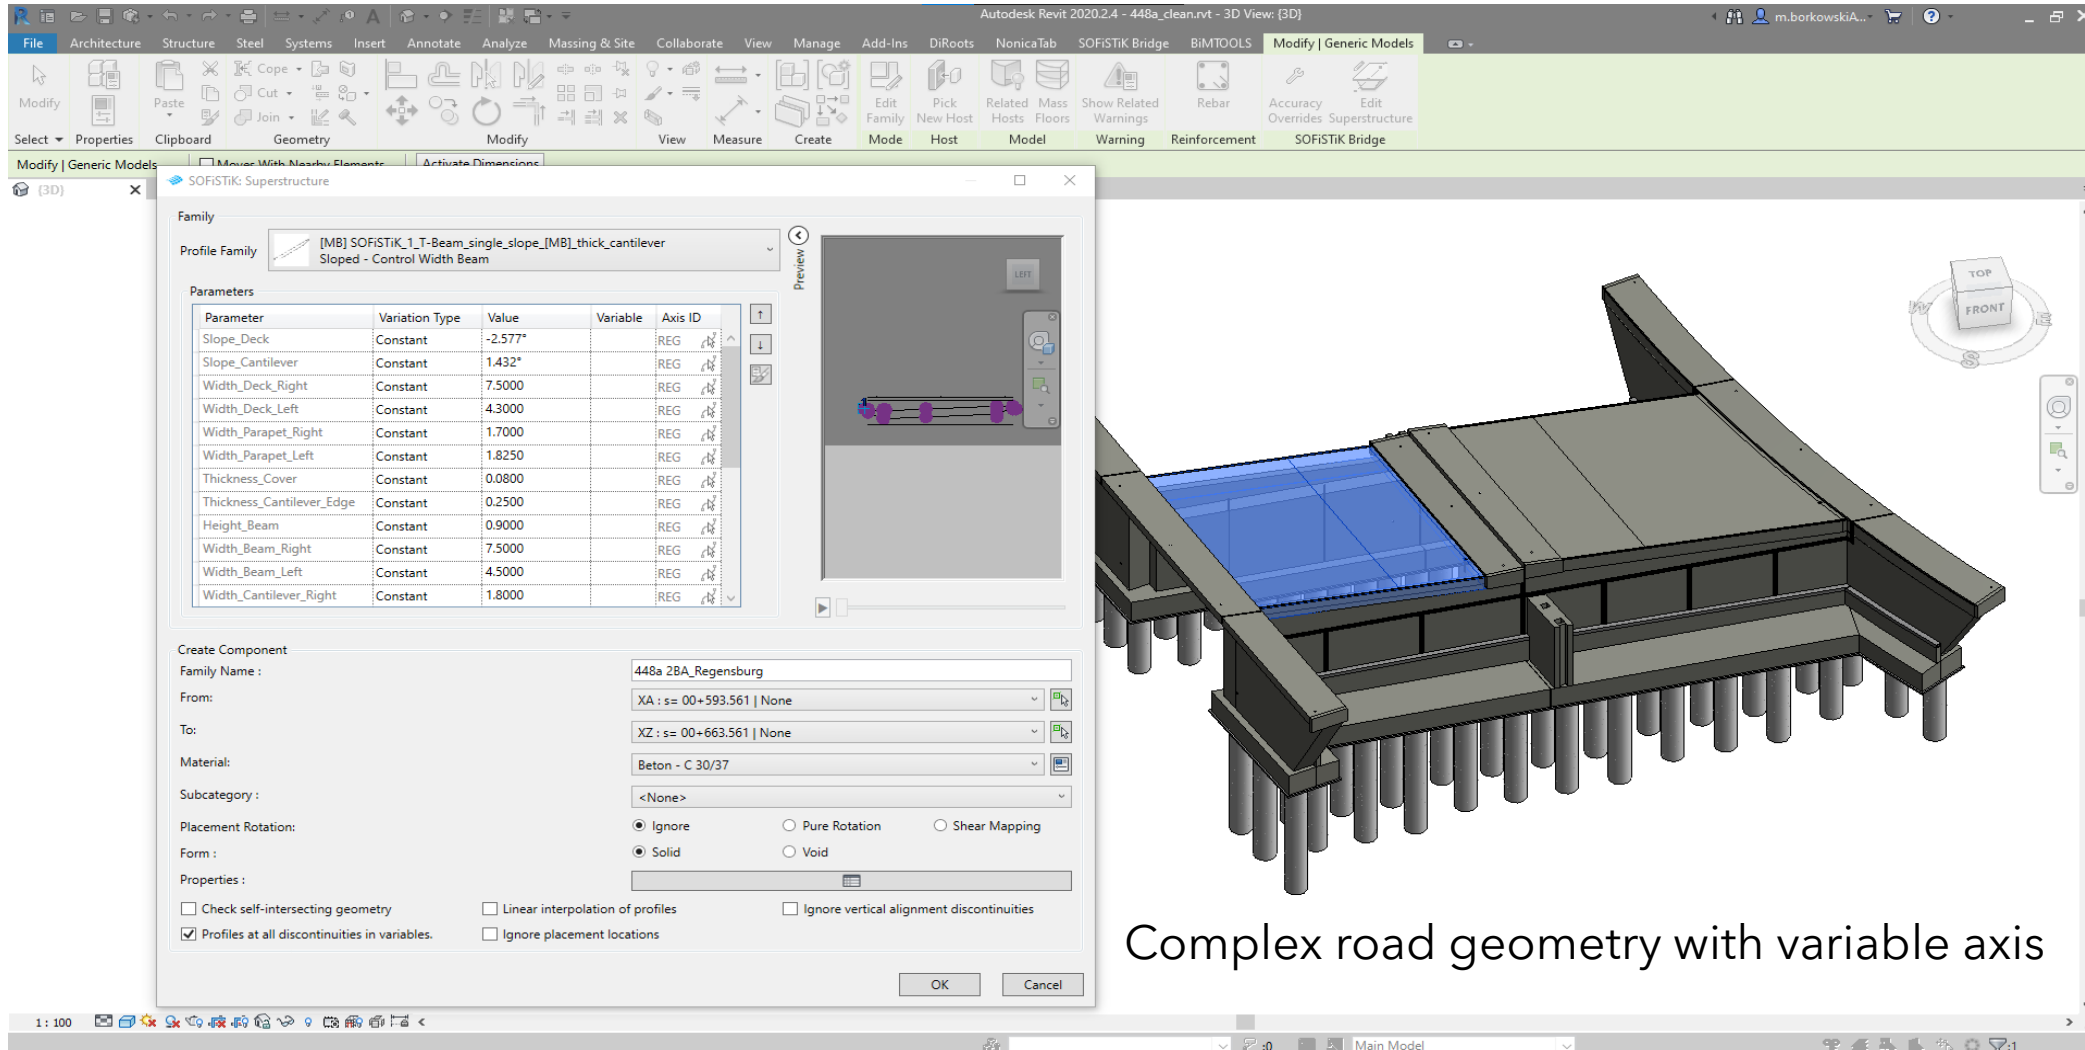 Autodesk Revit 2020.2.4 - 448a_clean.rvt - 3D View: {3D}
m.borkowskiA...
File Architecture Structure Steel Systems Insert Annotate Analyze Massing & Site Collaborate View Manage Add-Ins DiRoots NonicaTab SOFiSTiK Bridge BiMTOOLS Modify | Generic Models
Cope
Cut
Join
Modify
Paste
Edit Family
Pick New Host
Related Hosts
Mass Floors
Show Related Warnings
Rebar
Accuracy Overrides
Edit Superstructure
Select Properties Clipboard Geometry Modify View Measure Create Mode Host Model Warning Reinforcement SOFiSTiK Bridge
Modify | Generic Models Moves With Nearby Elements Activate Dimensions
{3D}
SOFiSTiK: Superstructure
Family
Profile Family
[MB] SOFiSTiK_1_T-Beam_single_slope_[MB]_thick_cantilever
Sloped - Control Width Beam
Preview
LEFT
Parameters
Parameter Variation Type Value Variable Axis ID
Slope_Deck Constant -2.577° REG
Slope_Cantilever Constant 1.432° REG
Width_Deck_Right Constant 7.5000 REG
Width_Deck_Left Constant 4.3000 REG
Width_Parapet_Right Constant 1.7000 REG
Width_Parapet_Left Constant 1.8250 REG
Thickness_Cover Constant 0.0800 REG
Thickness_Cantilever_Edge Constant 0.2500 REG
Height_Beam Constant 0.9000 REG
Width_Beam_Right Constant 7.5000 REG
Width_Beam_Left Constant 4.5000 REG
Width_Cantilever_Right Constant 1.8000 REG
Create Component
Family Name : 448a 2BA_Regensburg
From: XA : s= 00+593.561 | None
To: XZ : s= 00+663.561 | None
Material: Beton - C 30/37
Subcategory : <None>
Placement Rotation: Ignore Pure Rotation Shear Mapping
Form : Solid Void
Properties :
Check self-intersecting geometry Linear interpolation of profiles Ignore vertical alignment discontinuities
Profiles at all discontinuities in variables. Ignore placement locations
OK Cancel
TOP
FRONT
W
S
E
Complex road geometry with variable axis
1 : 100
:0 Main Model :1